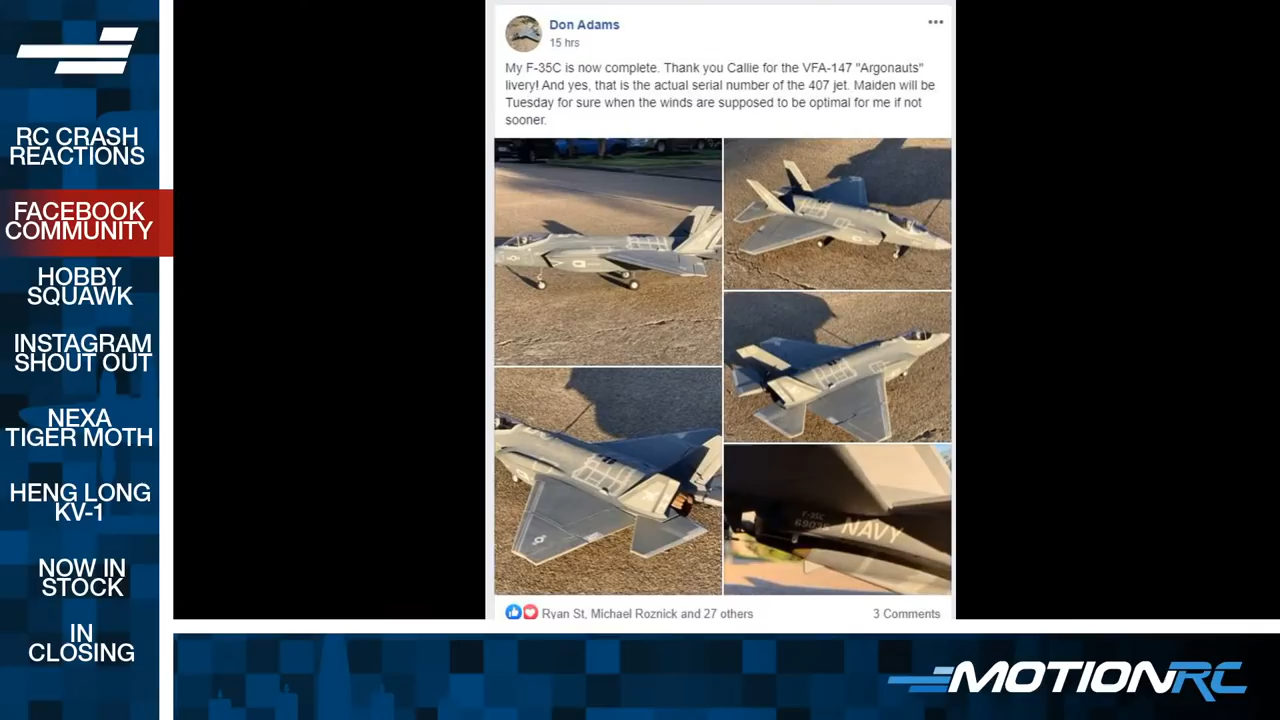 RC CRASH
REACTIONS
FACEBOOK
COMMUNITY
HOBBY
SQUAWK
INSTAGRAM
SHOUT OUT
NEXA
TIGER MOTH
HENG LONG
KV-1
NOW IN
STOCK
IN
CLOSING
Don Adams
15 hrs
My F-35C is now complete. Thank you Callie for the VFA-147 "Argonauts"
livery! And yes, that is the actual serial number of the 407 jet. Maiden will be
Tuesday for sure when the winds are supposed to be optimal for me if not
sooner.
F-35C
NAVY
Ryan St, Michael Roznick and 27 others
3 Comments
MOTIONRC